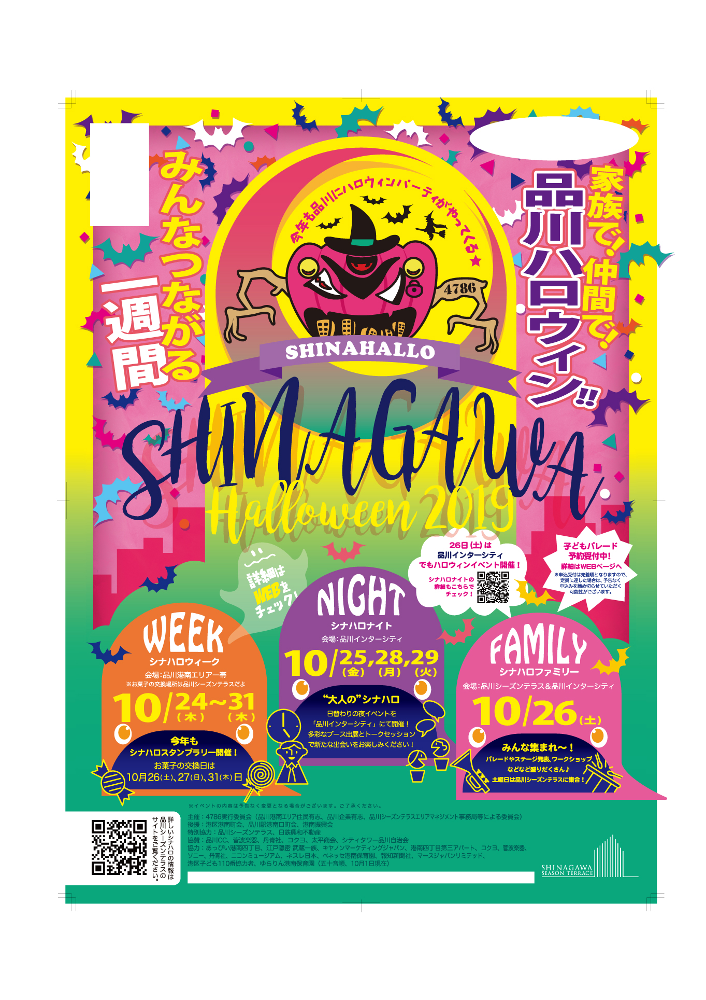 家族で!仲間で!
品川ハロウィン!!
みんなつながる
一週間
今年も品川にハロウィンパーティがやってくる★
4786
SHINAHALLO
SHINAGAWA
Halloween 2019
26日(土)は
品川インターシティ
でもハロウィンイベント開催!
シナハロナイトの
詳細もこちらで
チェック!
子どもパレード
予約受付中!
詳細はWEBページへ
※申込受付は先着順となりますので、
定員に達した場合は、予告なく
申込みを締め切らせていただく
可能性がございます。
詳細は
WEBを
チェック!
WEEK
シナハロウィーク
会場:品川港南エリア一帯
※お菓子の交換場所は品川シーズンテラスだよ
10/24~31
(木) (木)
今年も
シナハロスタンプラリー開催!
お菓子の交換日は
10月26(土)、27(日)、31(木)日
NIGHT
シナハロナイト
会場:品川インターシティ
10/25,28,29
(金) (月) (火)
“大人の”シナハロ
日替わりの夜イベントを
「品川インターシティ」にて開催!
多彩なブース出展とトークセッション
で新たな出会いをお楽しみください!
FAMILY
シナハロファミリー
会場:品川シーズンテラス&品川インターシティ
10/26(土)
みんな集まれ~!
パレードやステージ発表、ワークショップ
などなど盛りだくさん♪
土曜日は品川シーズンテラスに集合!
※イベントの内容は予告なく変更となる場合がございます。ご了承ください。
詳しいシナハロの情報は
品川シーズンテラスの
サイトをご覧ください。
主催:4786実行委員会(品川港南エリア住民有志、品川企業有志、品川シーズンテラスエリアマネジメント事務局等による委員会)
後援:港区港南町会、品川駅港南口町会、港南振興会
特別協力:品川シーズンテラス、日鉄興和不動産
協賛:品川CC、菅波楽器、丹青社、コクヨ、太平商会、シティタワー品川自治会
協力:あっぴい港南四丁目、江戸隠密 武蔵一族、キヤノンマーケティングジャパン、港南四丁目第三アパート、コクヨ、菅波楽器、
ソニー、丹青社、ニコンミュージアム、ネスレ日本、ベネッセ港南保育園、報知新聞社、マースジャパンリミテッド、
港区子ども110番協力者、ゆらりん港南保育園(五十音順、10月1日現在)
SHINAGAWA
SEASON TERRACE